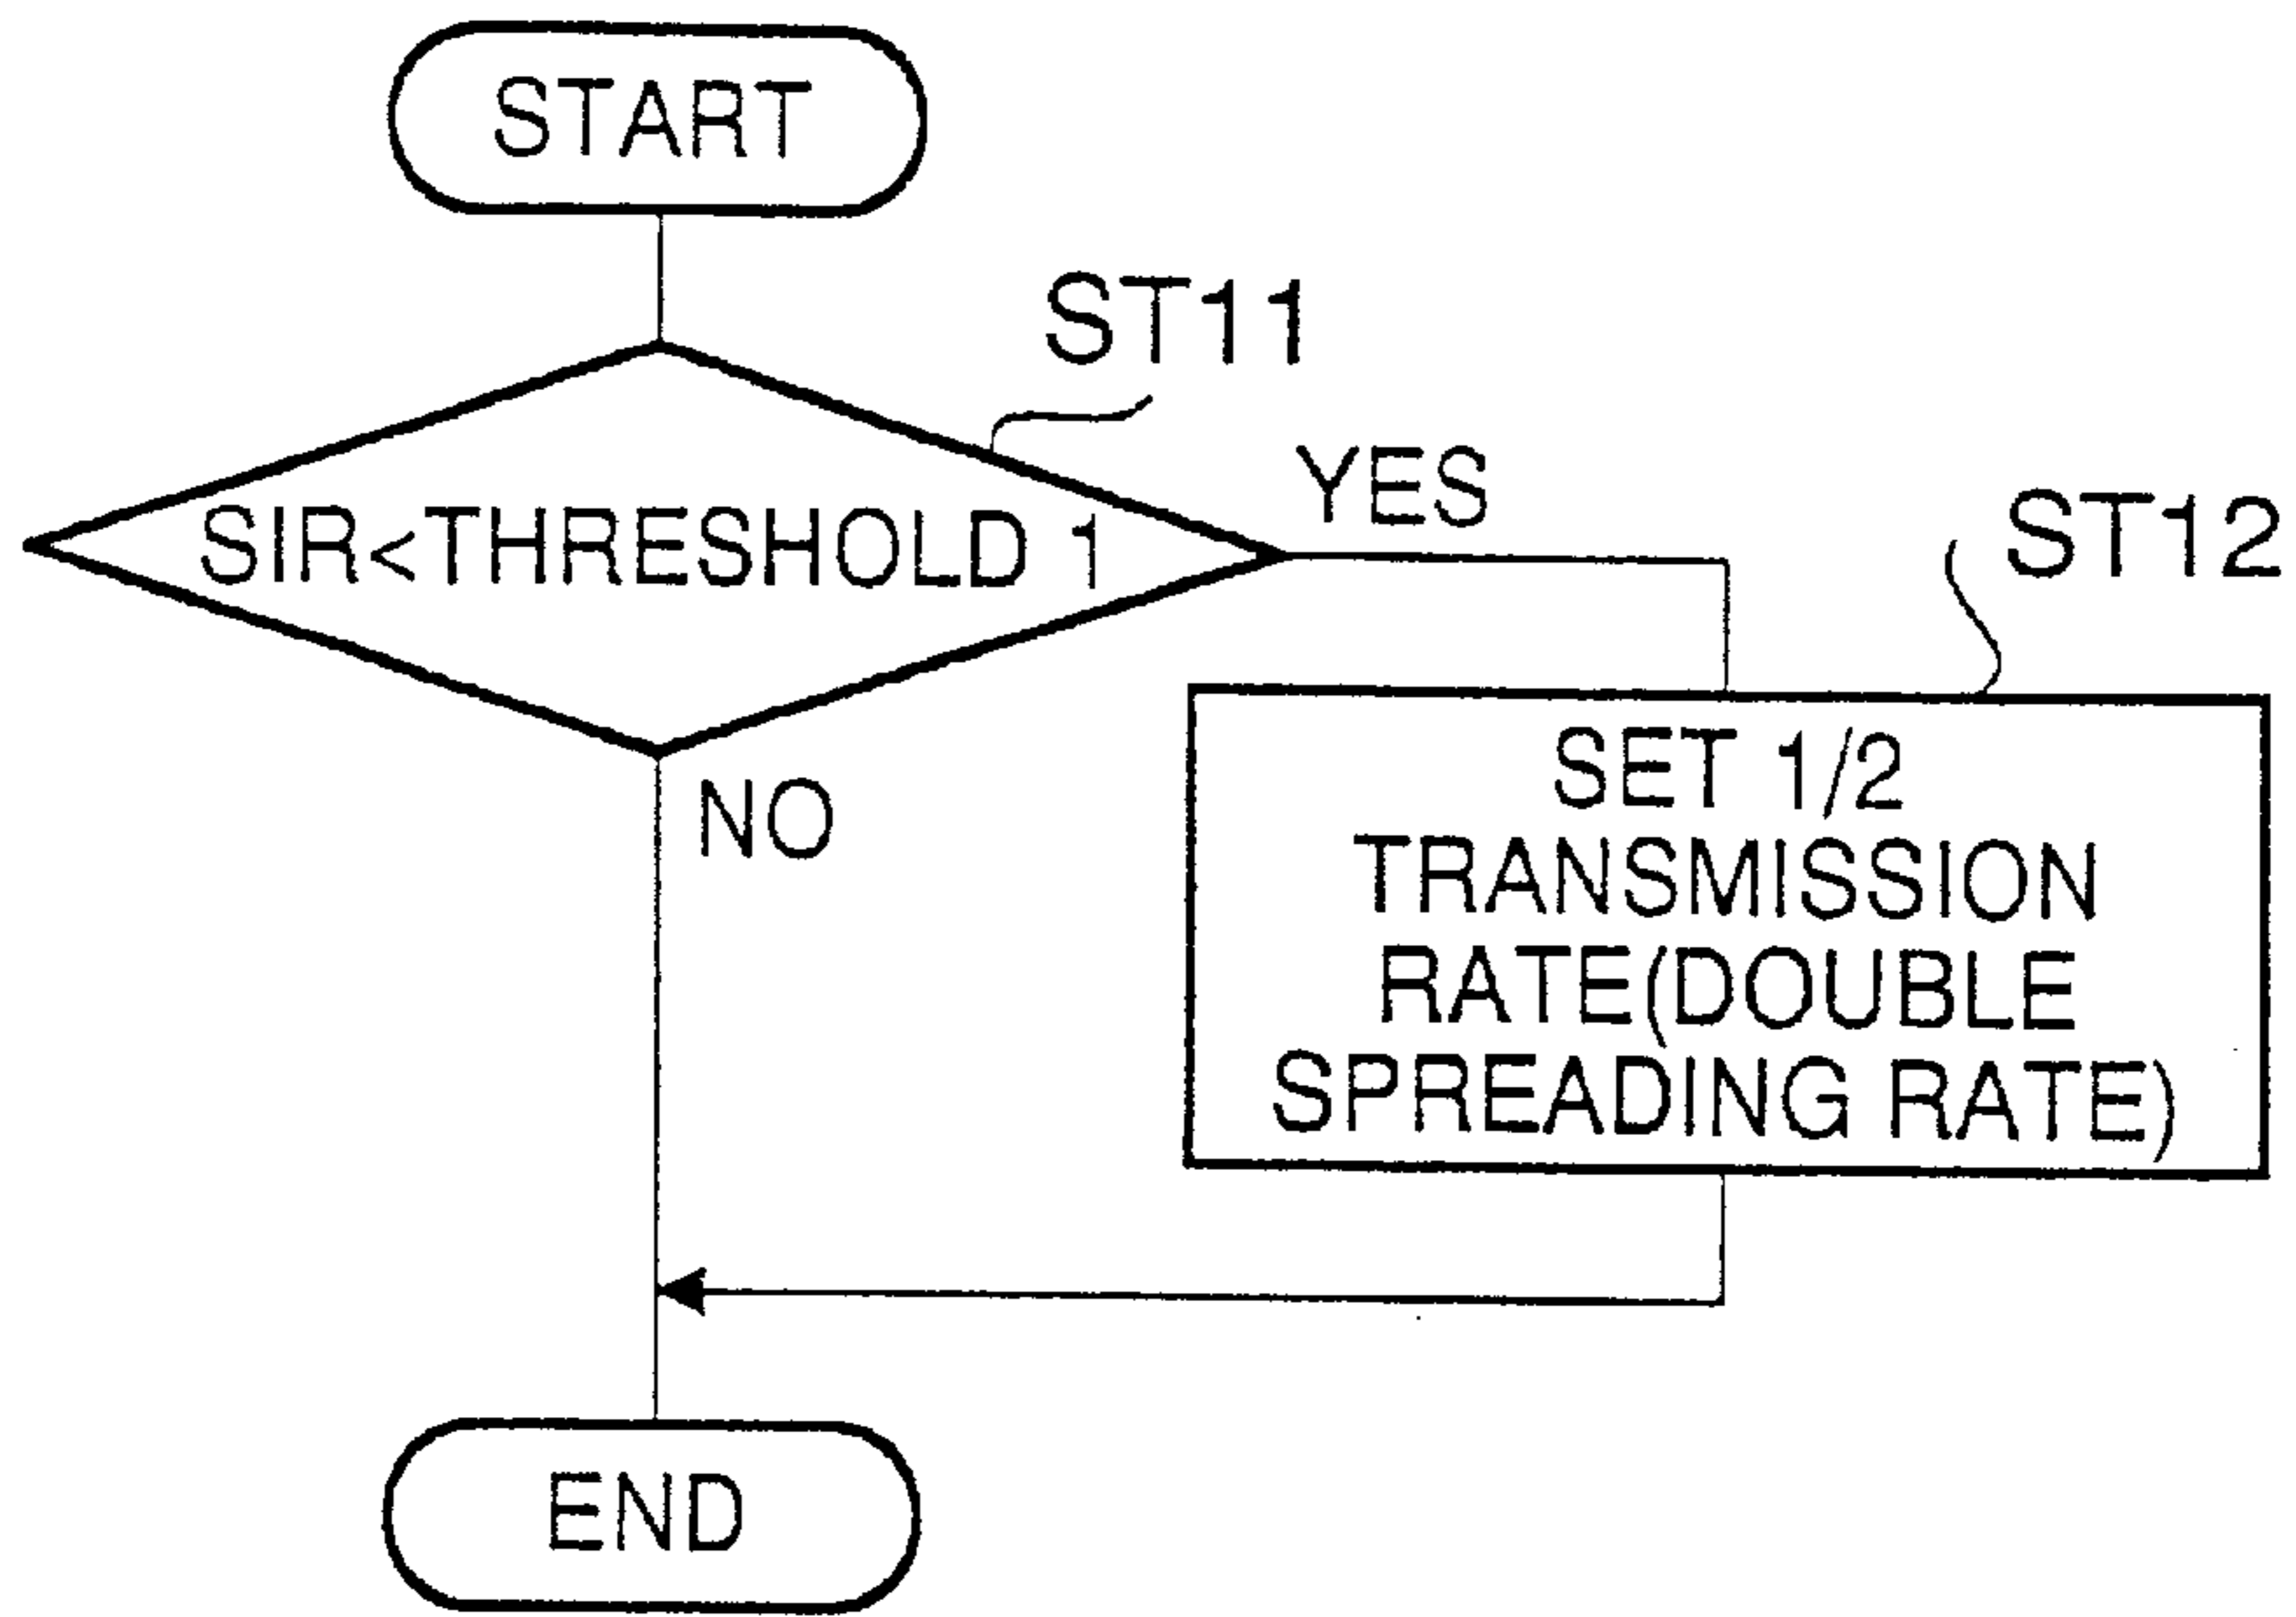 START
ST11
SIR<THRESHOLD 1
YES
ST12
NO
SET 1/2
TRANSMISSION
RATE(DOUBLE
SPREADING RATE)
END